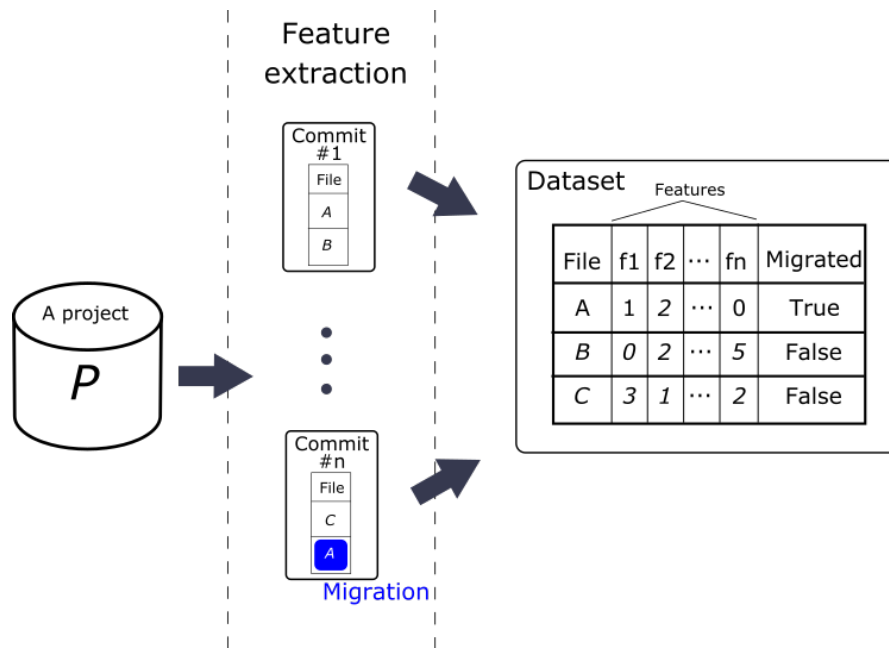 Feature
extraction
Commit
#1
File
A
B
A project
P
Commit
#n
File
C
A
Migration
Dataset
Features
File f1 f2 ... fn Migrated
A 1 2 ... 0 True
B 0 2 ... 5 False
C 3 1 ... 2 False